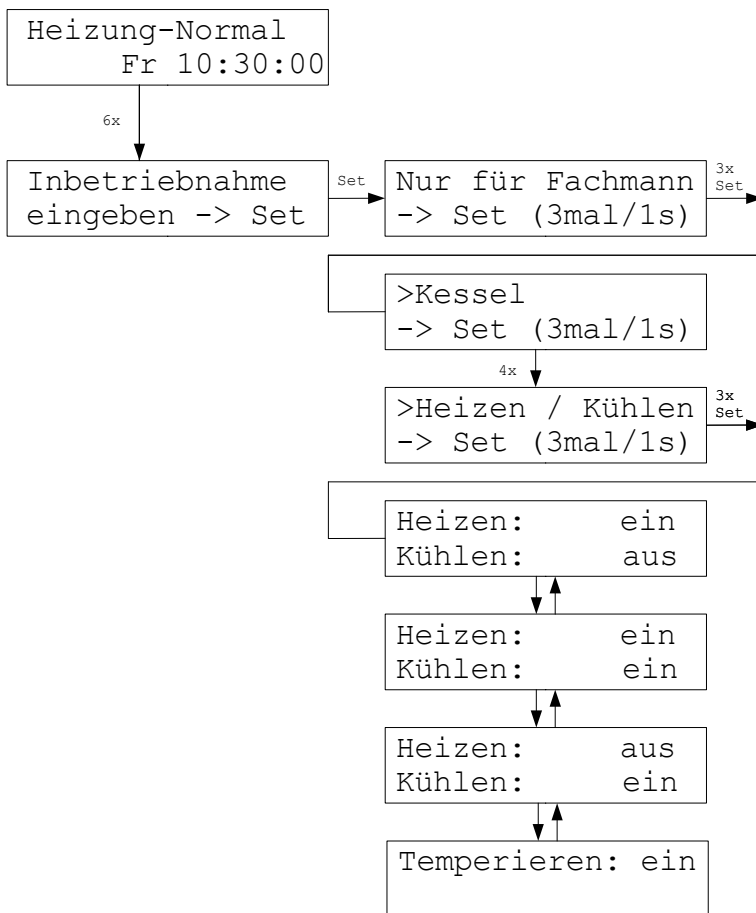 Heizung-Normal
Fr 10:30:00
6x
Inbetriebnahme
eingeben -> Set
Set
Nur für Fachmann
-> Set (3mal/1s)
3x
Set
>Kessel
-> Set (3mal/1s)
4x
>Heizen / Kühlen
-> Set (3mal/1s)
3x
Set
Heizen: ein
Kühlen: aus
Heizen: ein
Kühlen: ein
Heizen: aus
Kühlen: ein
Temperieren: ein